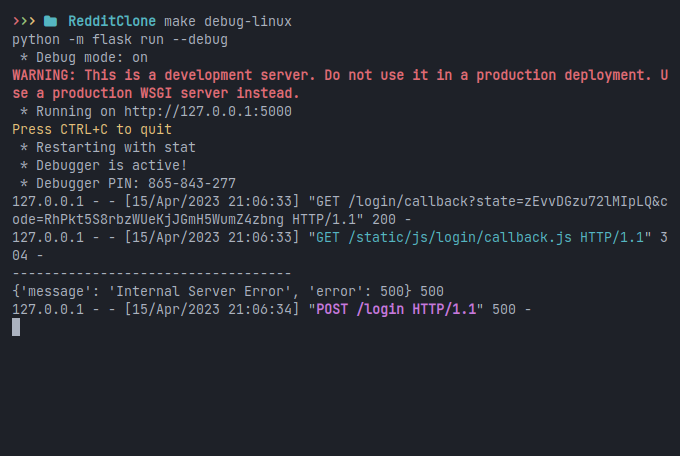 >>> RedditClone make debug-linux
python -m flask run --debug
 * Debug mode: on
WARNING: This is a development server. Do not use it in a production deployment. U
se a production WSGI server instead.
 * Running on http://127.0.0.1:5000
Press CTRL+C to quit
 * Restarting with stat
 * Debugger is active!
 * Debugger PIN: 865-843-277
127.0.0.1 - - [15/Apr/2023 21:06:33] "GET /login/callback?state=zEvvDGzu72lMIpLQ&c
ode=RhPkt5S8rbzWUeKjJGmH5WumZ4zbng HTTP/1.1" 200 -
127.0.0.1 - - [15/Apr/2023 21:06:33] "GET /static/js/login/callback.js HTTP/1.1" 3
04 -
-----------------------------------
{'message': 'Internal Server Error', 'error': 500} 500
127.0.0.1 - - [15/Apr/2023 21:06:34] "POST /login HTTP/1.1" 500 -